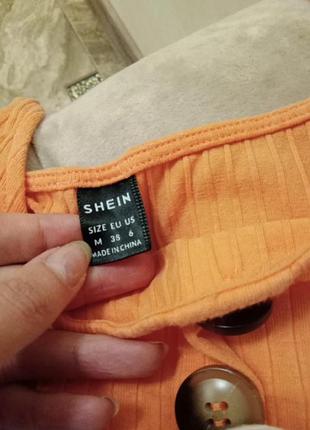 SHEIN
SIZE EU US
M 38 6
MADE IN CHINA